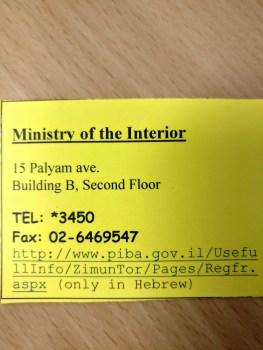 Ministry of the Interior
15 Palyam ave.
Building B, Second Floor
TEL: *3450
Fax: 02-6469547
http://www.piba.gov.il/Usefu
llInfo/ZimunTor/Pages/Regfr.
aspx (only in Hebrew)